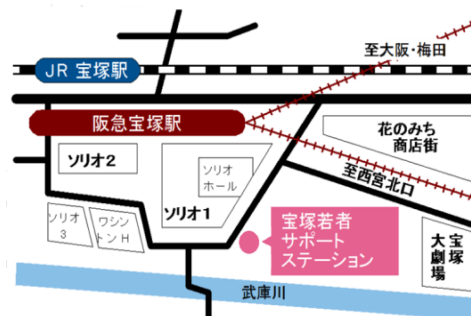 至大阪・梅田
JR 宝塚駅
阪急宝塚駅
花のみち
商店街
ソリオ2
ソリオ
ホール
至西宮北口
ソリオ1
ソリオ
3
ワシン
トンH
宝塚若者
サポート
ステーション
宝塚
大劇場
武庫川